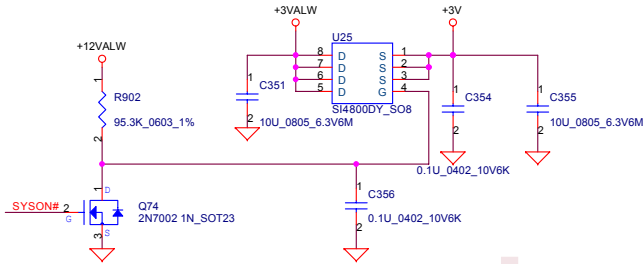 +3VALW
+3V
+12VALW
U25
8 D S 1
7 D S 2
6 D S 3
5 D G 4
SI4800DY_SO8
1
C351
2
10U_0805_6.3V6M
1
C354
2
0.1U_0402_10V6K
1
C355
2
10U_0805_6.3V6M
1
R902
95.3K_0603_1%
2
1 D
SYSON# 2
G
Q74
2N7002 1N_SOT23
3 S
1
C356
2
0.1U_0402_10V6K